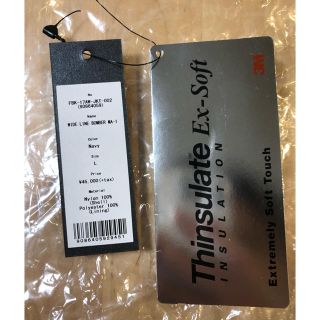 No
FBK-17AW-JKT-002
(80864058)
Name
WIDE LINE BOMBER MA-1
Color
Navy
Size
L
Price
¥46,000(+tax)
Material
Nylon 100%
(Shell)
Polyester 100%
(Lining)
Thinsulate Ex-Soft
INSULATION
Extremely Soft Touch
3M